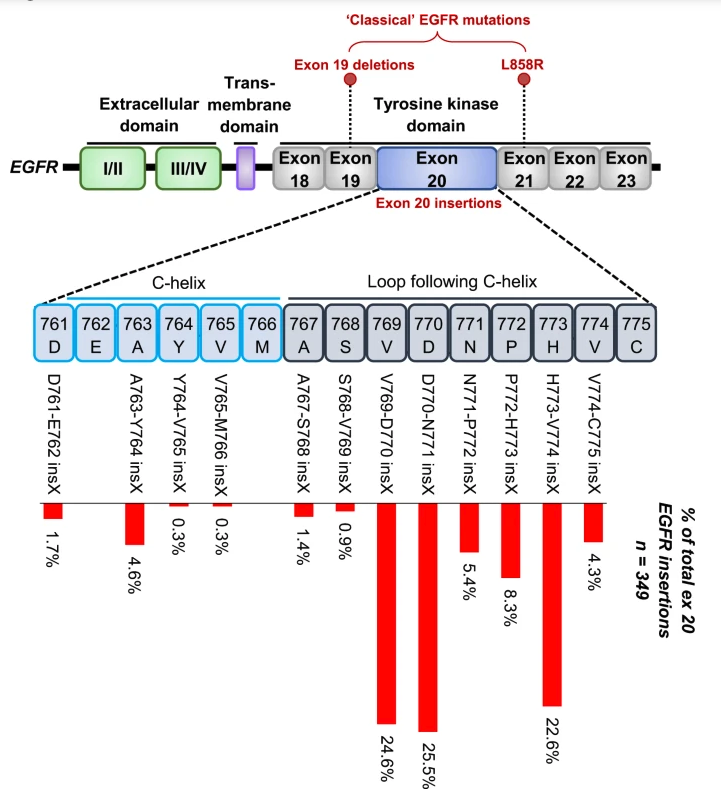 ‘Classical’ EGFR mutations
Exon 19 deletions
L858R
Trans-
membrane
domain
Extracellular
domain
Tyrosine kinase
domain
EGFR
I/II
III/IV
Exon
18
Exon
19
Exon
20
Exon
21
Exon
22
Exon
23
Exon 20 insertions
C-helix
Loop following C-helix
761
D
762
E
763
A
764
Y
765
V
766
M
767
A
768
S
769
V
770
D
771
N
772
P
773
H
774
V
775
C
D761-E762 insX
A763-Y764 insX
Y764-V765 insX
V765-M766 insX
A767-S768 insX
S768-V769 insX
V769-D770 insX
D770-N771 insX
N771-P772 insX
P772-H773 insX
H773-V774 insX
V774-C775 insX
1.7%
4.6%
0.3%
0.3%
1.4%
0.9%
24.6%
25.5%
5.4%
8.3%
22.6%
4.3%
% of total ex 20
EGFR insertions
n = 349